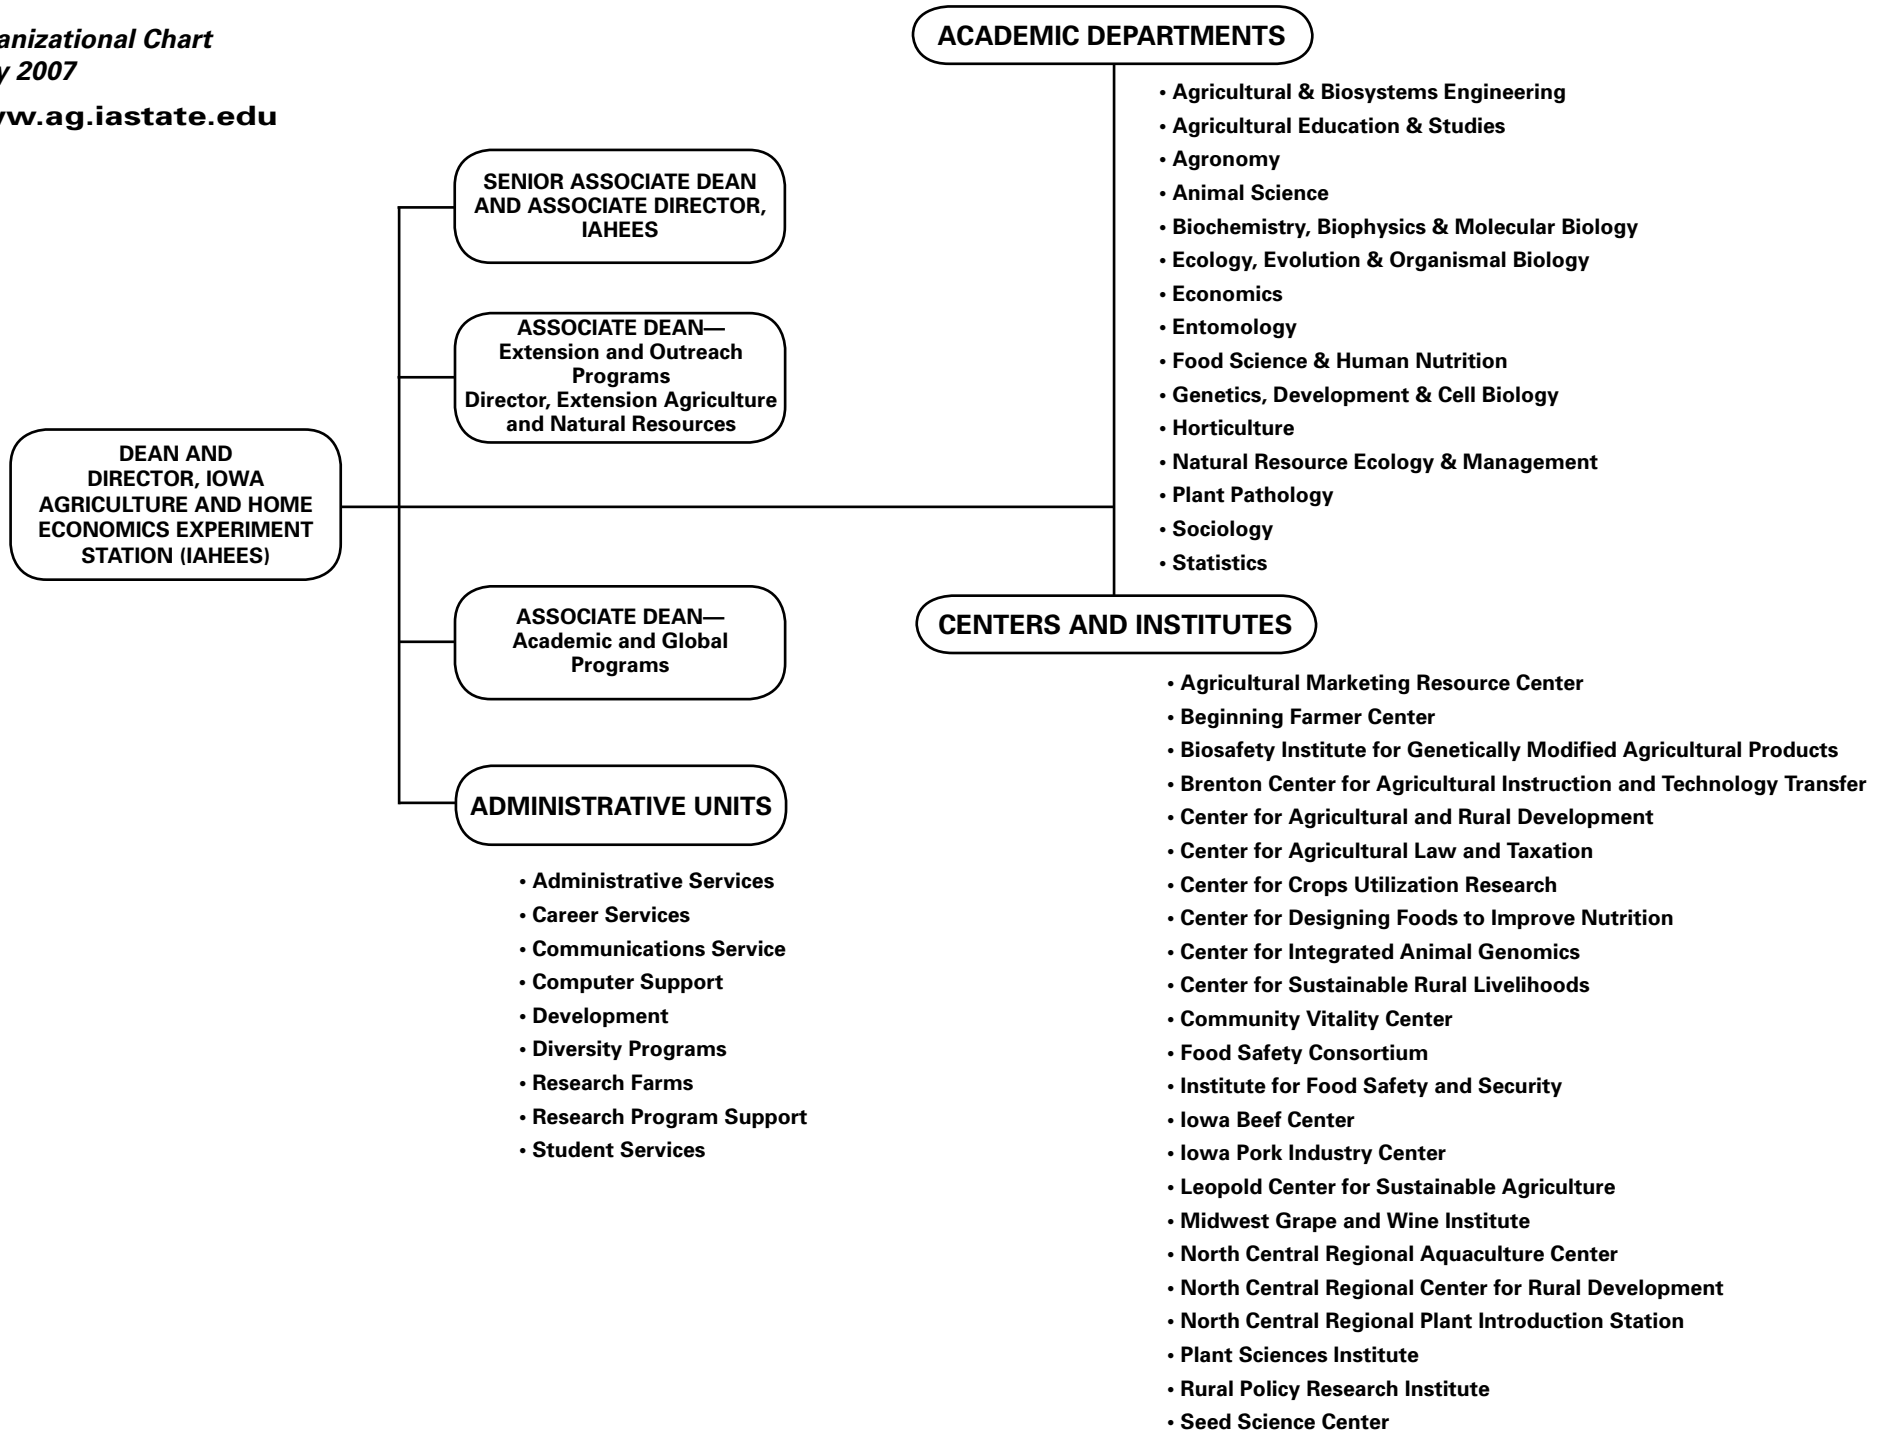 anizational Chart
y 2007
w.ag.iastate.edu
ACADEMIC DEPARTMENTS
• Agricultural & Biosystems Engineering
• Agricultural Education & Studies
• Agronomy
• Animal Science
• Biochemistry, Biophysics & Molecular Biology
• Ecology, Evolution & Organismal Biology
• Economics
• Entomology
• Food Science & Human Nutrition
• Genetics, Development & Cell Biology
• Horticulture
• Natural Resource Ecology & Management
• Plant Pathology
• Sociology
• Statistics
SENIOR ASSOCIATE DEAN
AND ASSOCIATE DIRECTOR,
IAHEES
ASSOCIATE DEAN—
Extension and Outreach
Programs
Director, Extension Agriculture
and Natural Resources
DEAN AND
DIRECTOR, IOWA
AGRICULTURE AND HOME
ECONOMICS EXPERIMENT
STATION (IAHEES)
ASSOCIATE DEAN—
Academic and Global
Programs
ADMINISTRATIVE UNITS
• Administrative Services
• Career Services
• Communications Service
• Computer Support
• Development
• Diversity Programs
• Research Farms
• Research Program Support
• Student Services
CENTERS AND INSTITUTES
• Agricultural Marketing Resource Center
• Beginning Farmer Center
• Biosafety Institute for Genetically Modified Agricultural Products
• Brenton Center for Agricultural Instruction and Technology Transfer
• Center for Agricultural and Rural Development
• Center for Agricultural Law and Taxation
• Center for Crops Utilization Research
• Center for Designing Foods to Improve Nutrition
• Center for Integrated Animal Genomics
• Center for Sustainable Rural Livelihoods
• Community Vitality Center
• Food Safety Consortium
• Institute for Food Safety and Security
• Iowa Beef Center
• Iowa Pork Industry Center
• Leopold Center for Sustainable Agriculture
• Midwest Grape and Wine Institute
• North Central Regional Aquaculture Center
• North Central Regional Center for Rural Development
• North Central Regional Plant Introduction Station
• Plant Sciences Institute
• Rural Policy Research Institute
• Seed Science Center